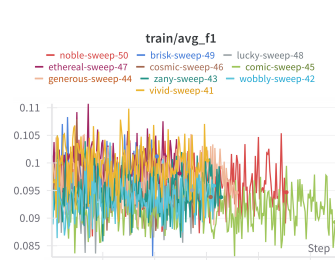 train/avg_f1
noble-sweep-50 brisk-sweep-49 lucky-sweep-48
ethereal-sweep-47 cosmic-sweep-46 comic-sweep-45
generous-sweep-44 zany-sweep-43 wobbly-sweep-42
vivid-sweep-41
0.11
0.105
0.1
0.095
0.09
0.085
Step